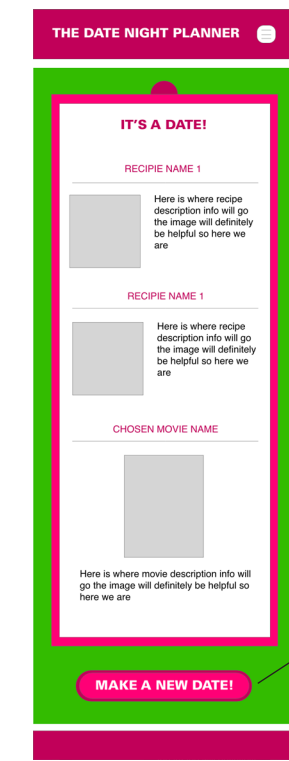 THE DATE NIGHT PLANNER
IT'S A DATE!
RECIPIE NAME 1
Here is where recipe
description info will go
the image will definitely
be helpful so here we
are
RECIPIE NAME 1
Here is where recipe
description info will go
the image will definitely
be helpful so here we
are
CHOSEN MOVIE NAME
Here is where movie description info will
go the image will definitely be helpful so
here we are
MAKE A NEW DATE!